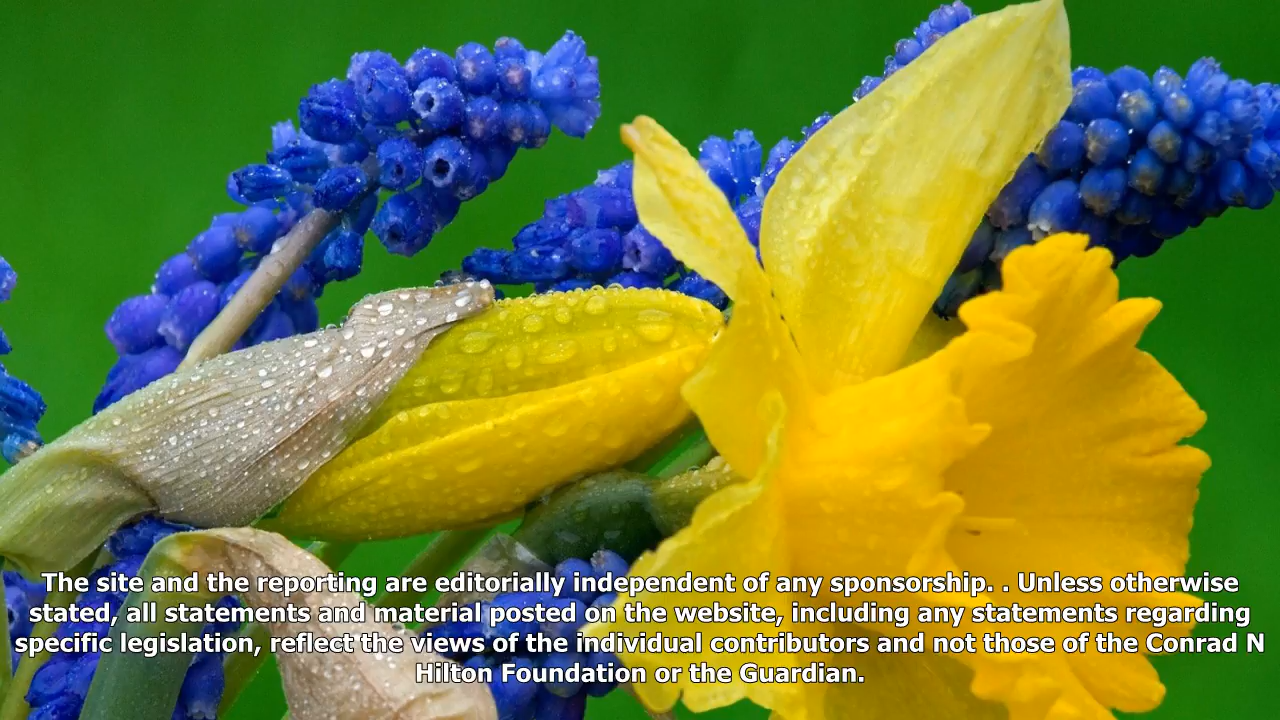 The site and the reporting are editorially independent of any sponsorship. . Unless otherwise
stated, all statements and material posted on the website, including any statements regarding
specific legislation, reflect the views of the individual contributors and not those of the Conrad N
Hilton Foundation or the Guardian.